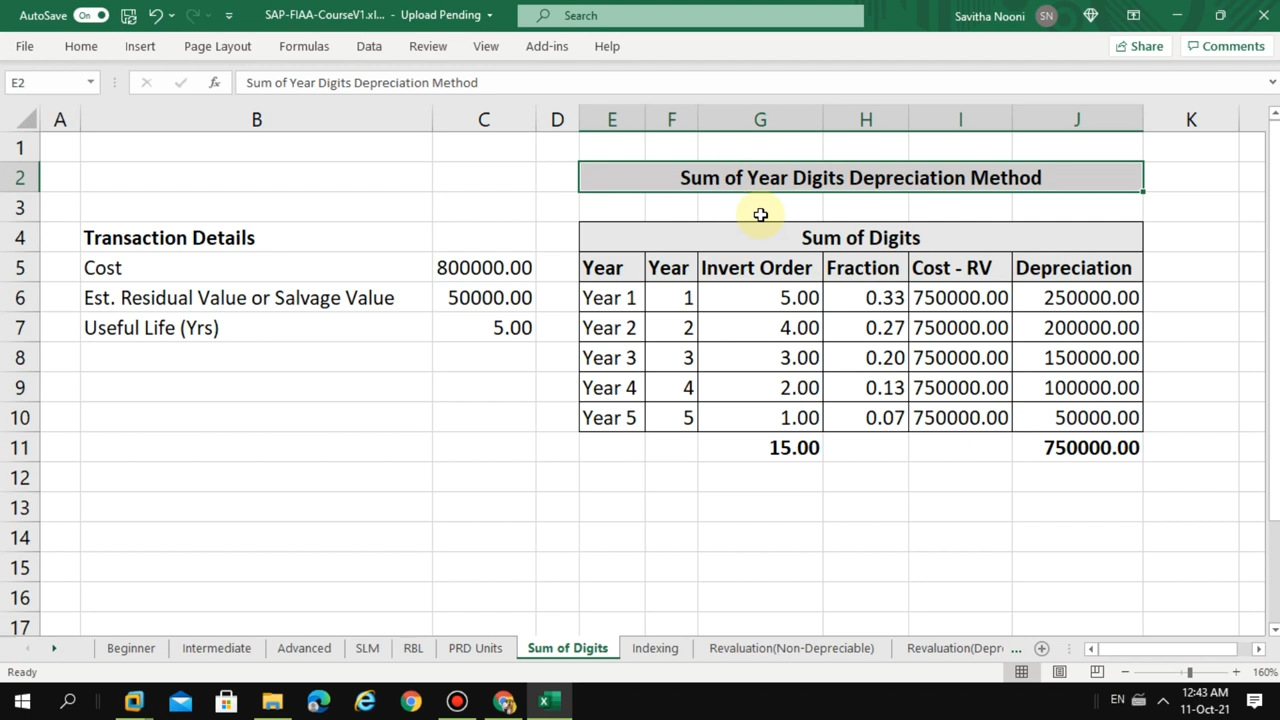 AutoSave On SAP-FIAA-CourseV1.xl... - Upload Pending Search Savitha Nooni SN
File Home Insert Page Layout Formulas Data Review View Add-ins Help Share Comments
E2 fx Sum of Year Digits Depreciation Method
A B C D E F G H I J K
1
2 Sum of Year Digits Depreciation Method
3
4 Transaction Details Sum of Digits
5 Cost 800000.00 Year Year Invert Order Fraction Cost - RV Depreciation
6 Est. Residual Value or Salvage Value 50000.00 Year 1 1 5.00 0.33 750000.00 250000.00
7 Useful Life (Yrs) 5.00 Year 2 2 4.00 0.27 750000.00 200000.00
8 Year 3 3 3.00 0.20 750000.00 150000.00
9 Year 4 4 2.00 0.13 750000.00 100000.00
10 Year 5 5 1.00 0.07 750000.00 50000.00
11 15.00 750000.00
12
13
14
15
16
17
Beginner Intermediate Advanced SLM RBL PRD Units Sum of Digits Indexing Revaluation(Non-Depreciable) Revaluation(Depre ...
Ready 160%
EN 12:43 AM
11-Oct-21